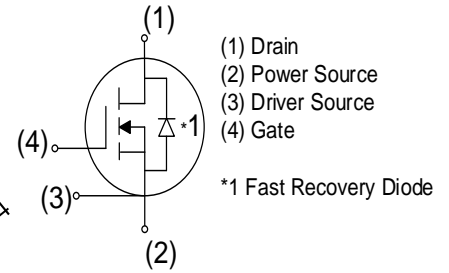 (1)
(1) Drain
(2) Power Source
(3) Driver Source
(4) Gate
*1
(4)
*1 Fast Recovery Diode
(3)
(2)